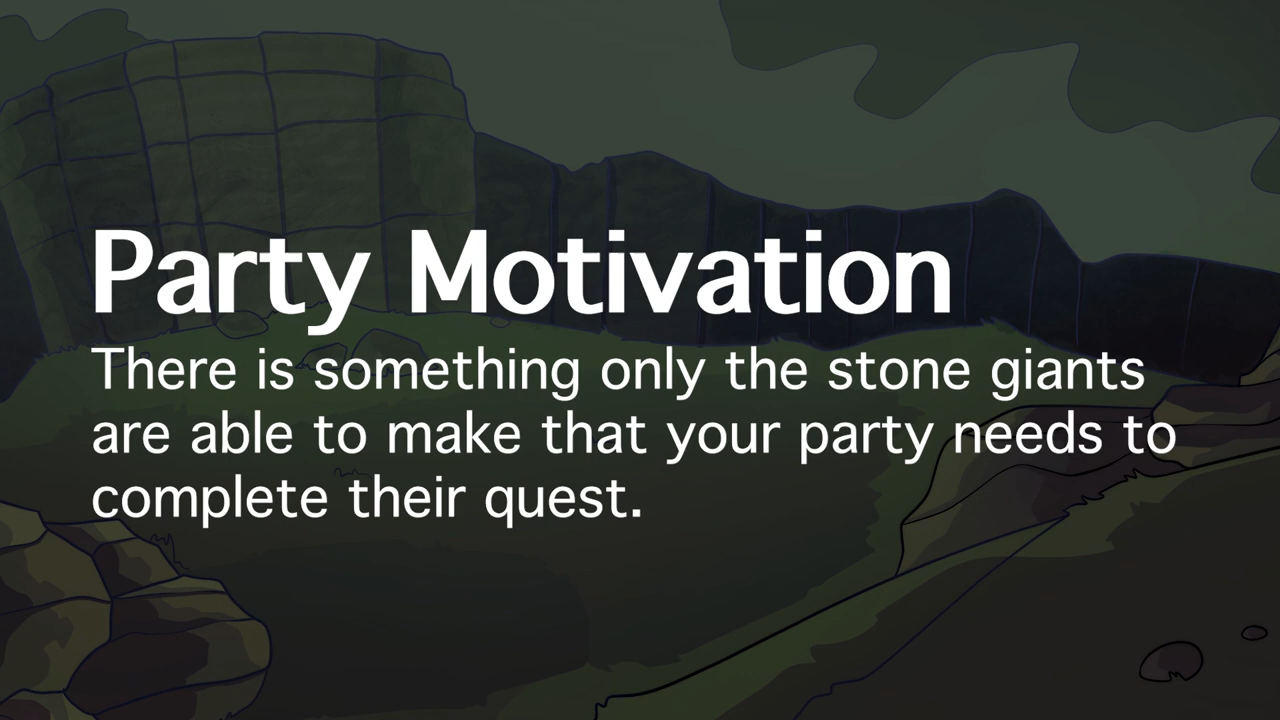 Party Motivation
There is something only the stone giants
are able to make that your party needs to
complete their quest.